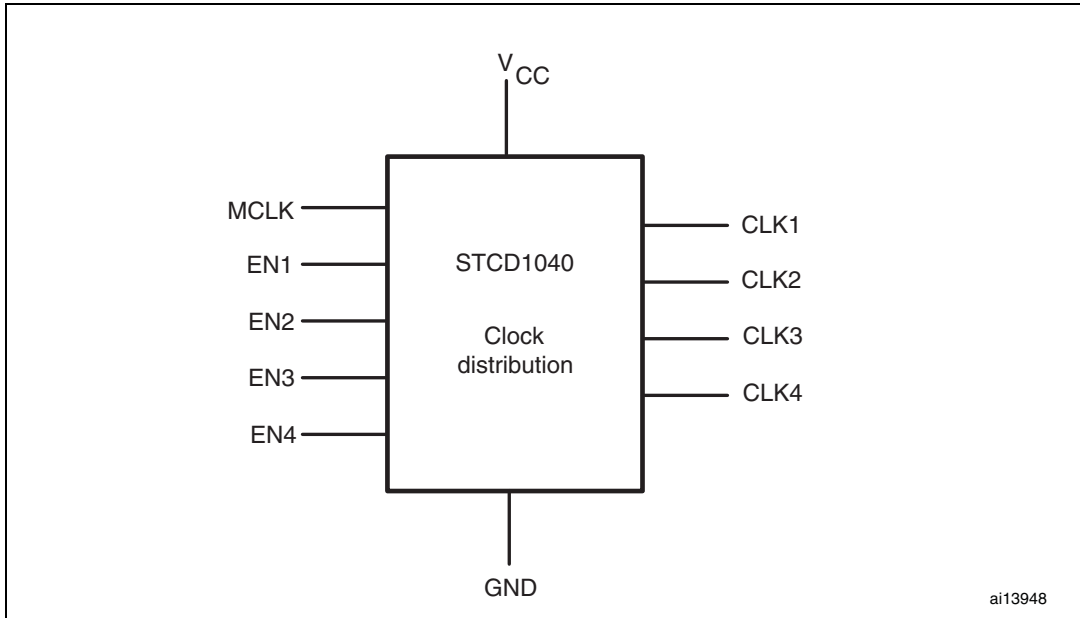 VCC
MCLK
EN1
EN2
EN3
EN4
STCD1040
Clock
distribution
CLK1
CLK2
CLK3
CLK4
GND
ai13948